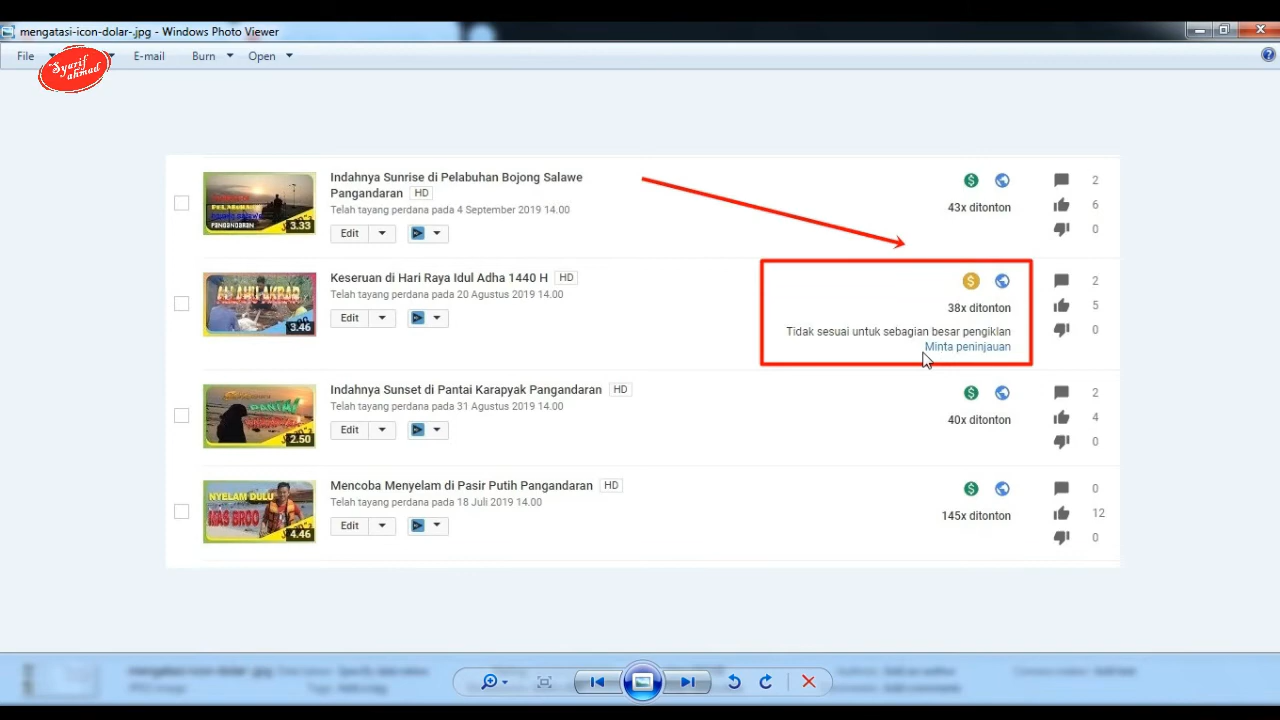 mengatasi-icon-dolar-.jpg - Windows Photo Viewer
File
E-mail
Burn
Open
Syarif
ahmad
Indahnya Sunrise di Pelabuhan Bojong Salawe
Pangandaran HD
Telah tayang perdana pada 4 September 2019 14.00
Edit
3.33
$
43x ditonton
2
6
0
Keseruan di Hari Raya Idul Adha 1440 H HD
Telah tayang perdana pada 20 Agustus 2019 14.00
Edit
3.46
$
38x ditonton
Tidak sesuai untuk sebagian besar pengiklan
Minta peninjauan
2
5
0
Indahnya Sunset di Pantai Karapyak Pangandaran HD
Telah tayang perdana pada 31 Agustus 2019 14.00
Edit
PANTAI
2.50
$
40x ditonton
2
4
0
Mencoba Menyelam di Pasir Putih Pangandaran HD
Telah tayang perdana pada 18 Juli 2019 14.00
Edit
NYELAM DULU
MAS BROO
4.46
$
145x ditonton
0
12
0